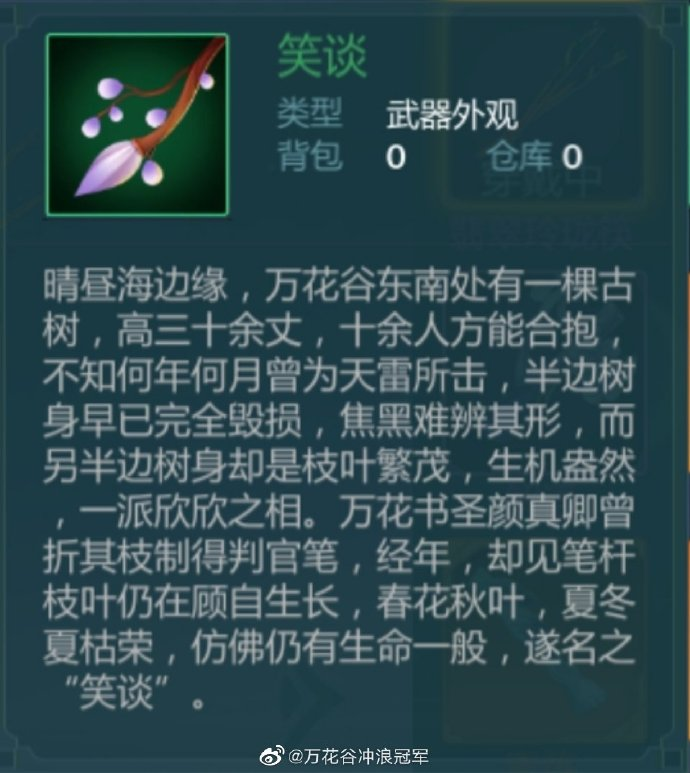 笑谈
类型 武器外观
背包 0 仓库 0
穿戴中
晴昼海边缘，万花谷东南处有一棵古
树，高三十余丈，十余人方能合抱，
不知何年何月曾为天雷所击，半边树
身早已完全毁损，焦黑难辨其形，而
另半边树身却是枝叶繁茂，生机盎然
，一派欣欣之相。万花书圣颜真卿曾
折其枝制得判官笔，经年，却见笔杆
枝叶仍在顾自生长，春花秋叶，夏冬
夏枯荣，仿佛仍有生命一般，遂名之
“笑谈”。
@万花谷冲浪冠军